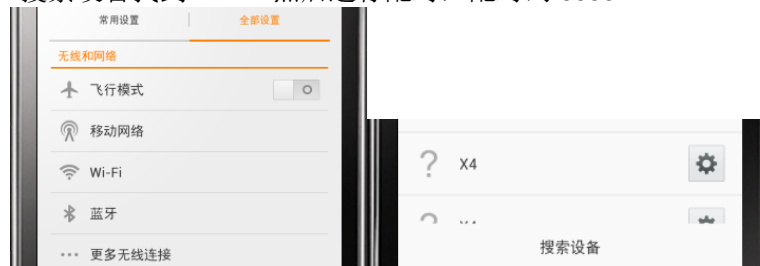 常用设置
全部设置
无线和网络
飞行模式
移动网络
Wi-Fi
蓝牙
更多无线连接
X4
搜索设备